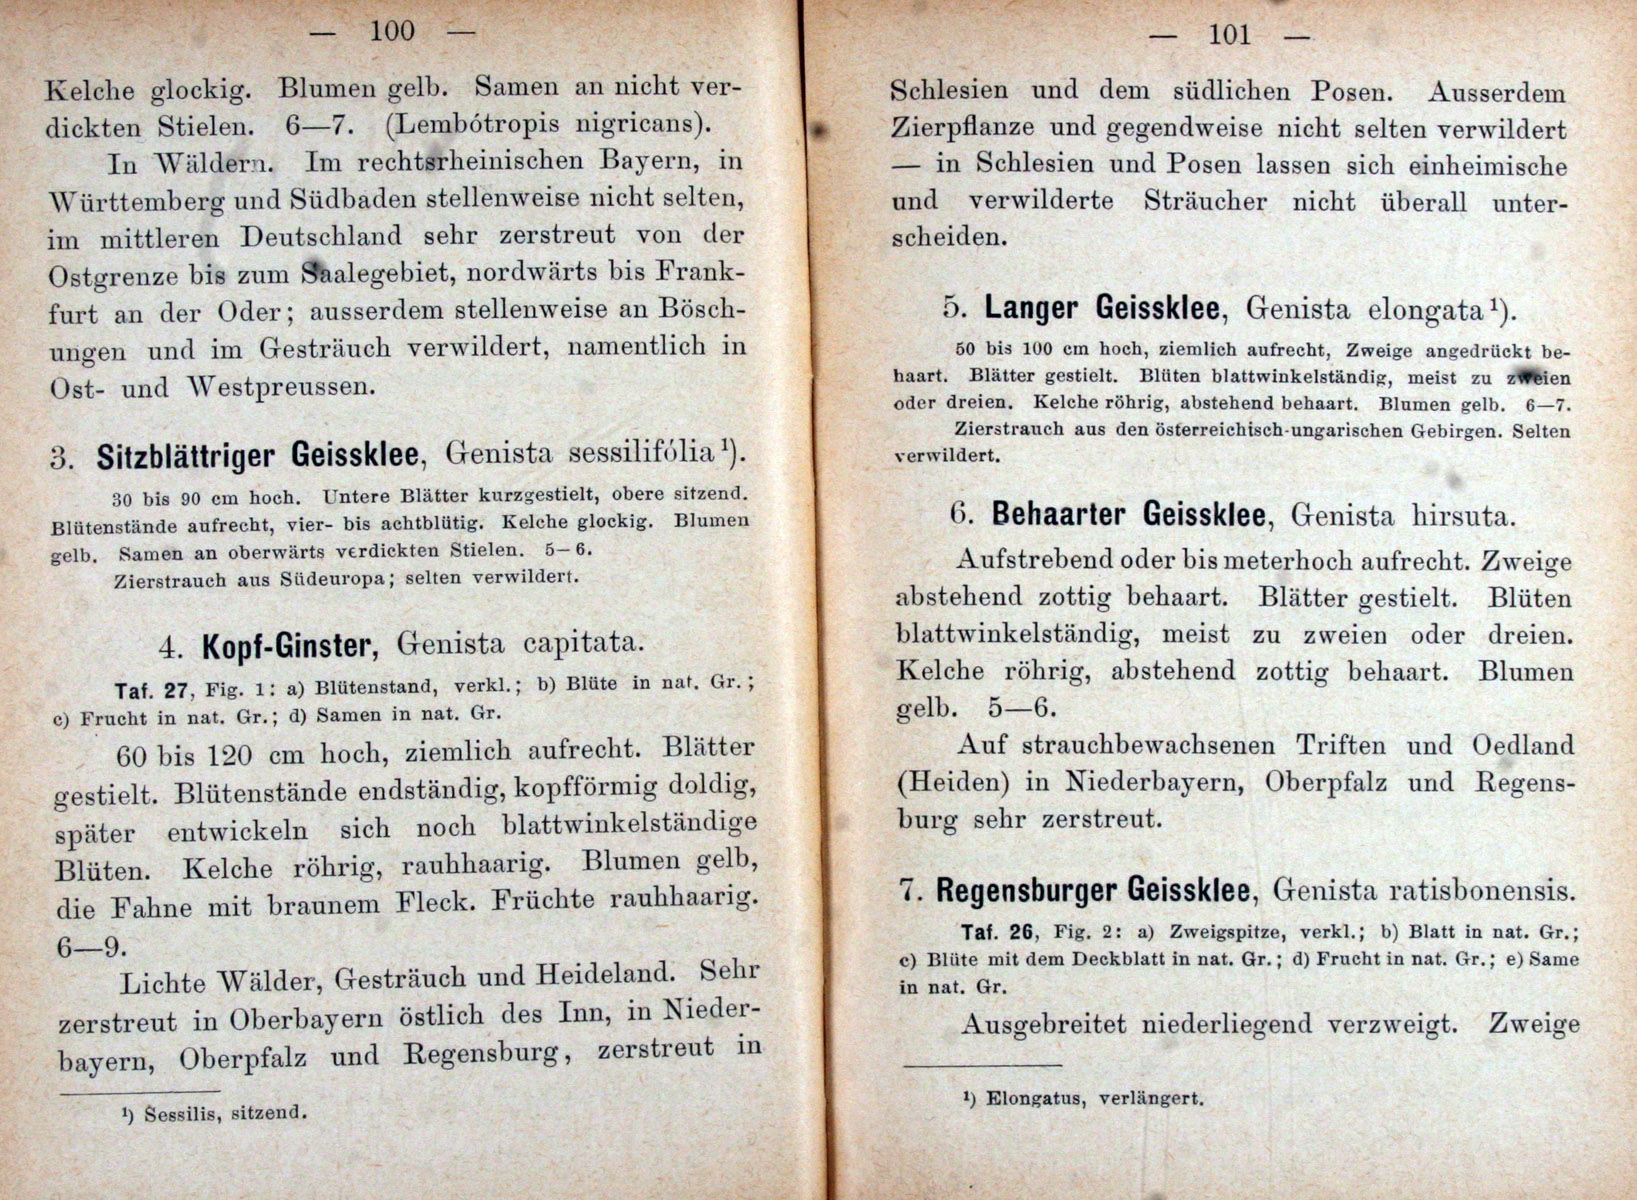 — 100 —
Kelche glockig. Blumen gelb. Samen an nicht ver-
dickten Stielen. 6—7. (Lembótropis nigricans).
In Wäldern. Im rechtsrheinischen Bayern, in
Württemberg und Südbaden stellenweise nicht selten,
im mittleren Deutschland sehr zerstreut von der
Ostgrenze bis zum Saalegebiet, nordwärts bis Frank-
furt an der Oder; ausserdem stellenweise an Bösch-
ungen und im Gesträuch verwildert, namentlich in
Ost- und Westpreussen.
3. Sitzblättriger Geissklee, Genista sessilifólia ¹).
30 bis 90 cm hoch. Untere Blätter kurzgestielt, obere sitzend.
Blütenstände aufrecht, vier- bis achtblütig. Kelche glockig. Blumen
gelb. Samen an oberwärts verdickten Stielen. 5—6.
Zierstrauch aus Südeuropa; selten verwildert.
4. Kopf-Ginster, Genista capitata.
Taf. 27, Fig. 1: a) Blütenstand, verkl.; b) Blüte in nat. Gr.;
c) Frucht in nat. Gr.; d) Samen in nat. Gr.
60 bis 120 cm hoch, ziemlich aufrecht. Blätter
gestielt. Blütenstände endständig, kopfförmig doldig,
später entwickeln sich noch blattwinkelständige
Blüten. Kelche röhrig, rauhhaarig. Blumen gelb,
die Fahne mit braunem Fleck. Früchte rauhhaarig.
6—9.
Lichte Wälder, Gesträuch und Heideland. Sehr
zerstreut in Oberbayern östlich des Inn, in Nieder-
bayern, Oberpfalz und Regensburg, zerstreut in
¹) Sessilis, sitzend.
— 101 —
Schlesien und dem südlichen Posen. Ausserdem
Zierpflanze und gegendweise nicht selten verwildert
— in Schlesien und Posen lassen sich einheimische
und verwilderte Sträucher nicht überall unter-
scheiden.
5. Langer Geissklee, Genista elongata ¹).
50 bis 100 cm hoch, ziemlich aufrecht, Zweige angedrückt be-
haart. Blätter gestielt. Blüten blattwinkelständig, meist zu zweien
oder dreien. Kelche röhrig, abstehend behaart. Blumen gelb. 6—7.
Zierstrauch aus den österreichisch-ungarischen Gebirgen. Selten
verwildert.
6. Behaarter Geissklee, Genista hirsuta.
Aufstrebend oder bis meterhoch aufrecht. Zweige
abstehend zottig behaart. Blätter gestielt. Blüten
blattwinkelständig, meist zu zweien oder dreien.
Kelche röhrig, abstehend zottig behaart. Blumen
gelb. 5—6.
Auf strauchbewachsenen Triften und Oedland
(Heiden) in Niederbayern, Oberpfalz und Regens-
burg sehr zerstreut.
7. Regensburger Geissklee, Genista ratisbonensis.
Taf. 26, Fig. 2: a) Zweigspitze, verkl.; b) Blatt in nat. Gr.;
c) Blüte mit dem Deckblatt in nat. Gr.; d) Frucht in nat. Gr.; e) Same
in nat. Gr.
Ausgebreitet niederliegend verzweigt. Zweige
¹) Elongatus, verlängert.